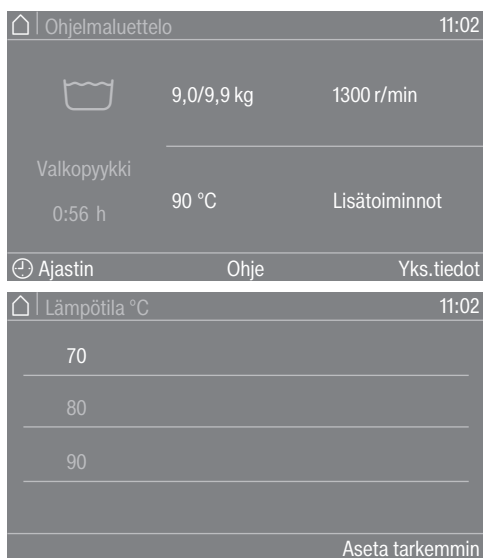 Ohjelmaluettelo 11:02
9,0/9,9 kg 1300 r/min
Valkopyykki
0:56 h
90 °C Lisätoiminnot
Ajastin Ohje Yks.tiedot
Lämpötila °C 11:02
70
80
90
Aseta tarkemmin